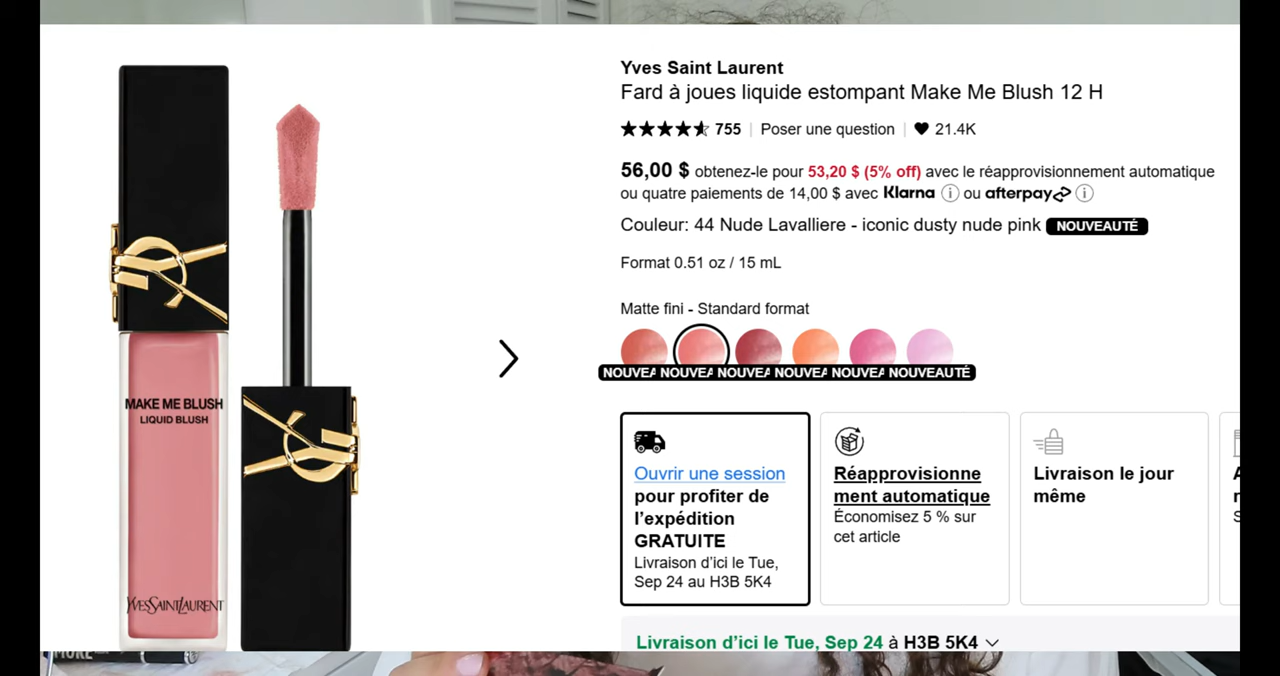 Yves Saint Laurent
Fard à joues liquide estompant Make Me Blush 12 H
755 | Poser une question | 21.4K
56,00 $ obtenez-le pour 53,20 $ (5% off) avec le réapprovisionnement automatique
ou quatre paiements de 14,00 $ avec Klarna ou afterpay
Couleur: 44 Nude Lavalliere - iconic dusty nude pink NOUVEAUTÉ
Format 0.51 oz / 15 mL
Matte fini - Standard format
NOUVEA NOUVEA NOUVEA NOUVEA NOUVEA NOUVEAUTÉ
MAKE ME BLUSH
LIQUID BLUSH
YVESSAINTLAURENT
Ouvrir une session
pour profiter de
l'expédition
GRATUITE
Livraison d'ici le Tue,
Sep 24 au H3B 5K4
Réapprovisionne
ment automatique
Économisez 5 % sur
cet article
Livraison le jour
même
Livraison d'ici le Tue, Sep 24 à H3B 5K4